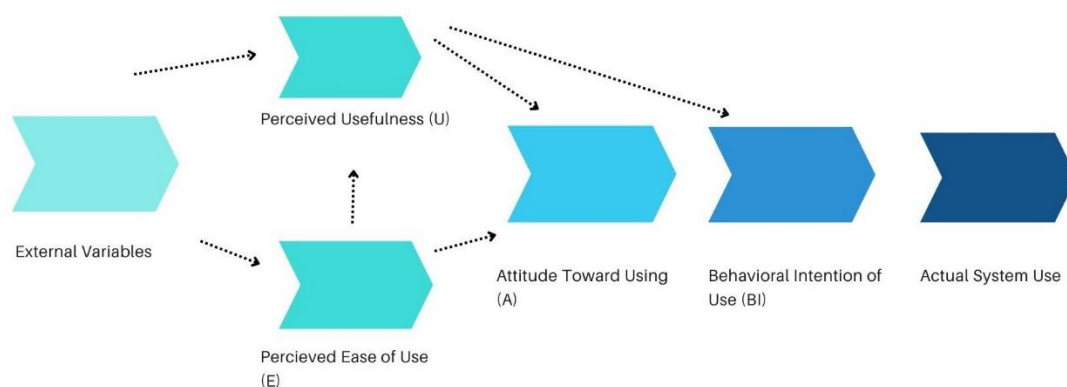 Perceived Usefulness (U)
External Variables
Percieved Ease of Use
(E)
Attitude Toward Using
(A)
Behavioral Intention of
Use (BI)
Actual System Use